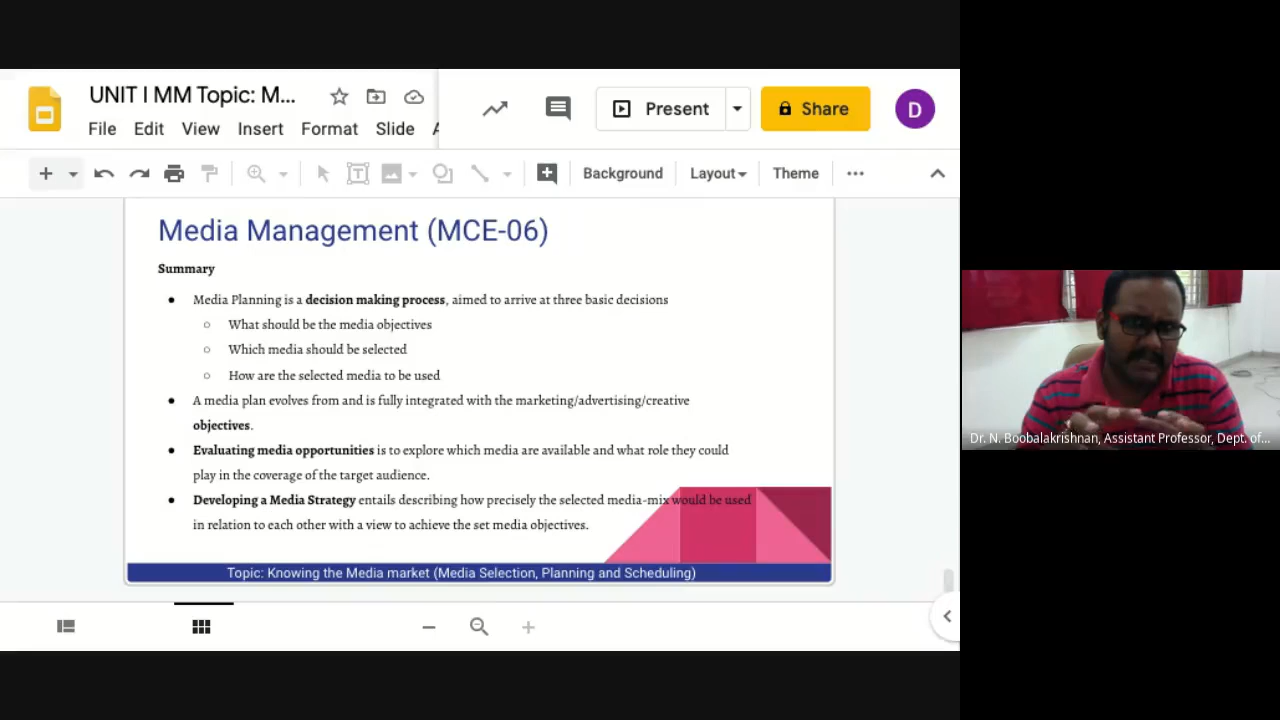 UNIT I MM Topic: M...
File Edit View Insert Format Slide A
Present
Share
D
Background Layout Theme
Media Management (MCE-06)
Summary
● Media Planning is a decision making process, aimed to arrive at three basic decisions
○ What should be the media objectives
○ Which media should be selected
○ How are the selected media to be used
● A media plan evolves from and is fully integrated with the marketing/advertising/creative
objectives.
● Evaluating media opportunities is to explore which media are available and what role they could
play in the coverage of the target audience.
● Developing a Media Strategy entails describing how precisely the selected media-mix would be used
in relation to each other with a view to achieve the set media objectives.
Topic: Knowing the Media market (Media Selection, Planning and Scheduling)
Dr. N. Boobalakrishnan, Assistant Professor, Dept. of...